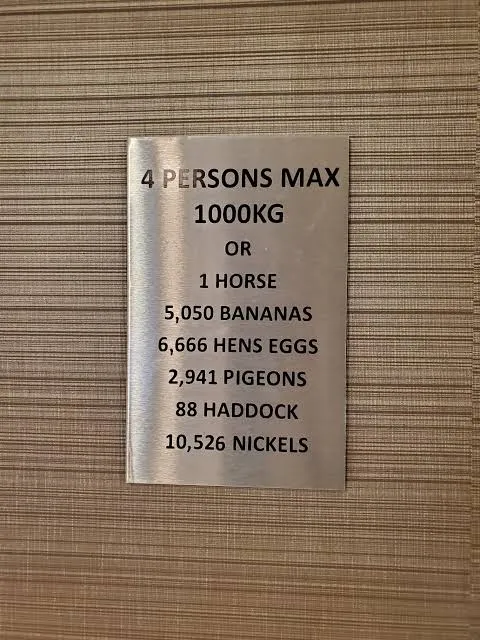 4 PERSONS MAX
1000KG
OR
1 HORSE
5,050 BANANAS
6,666 HENS EGGS
2,941 PIGEONS
88 HADDOCK
10,526 NICKELS